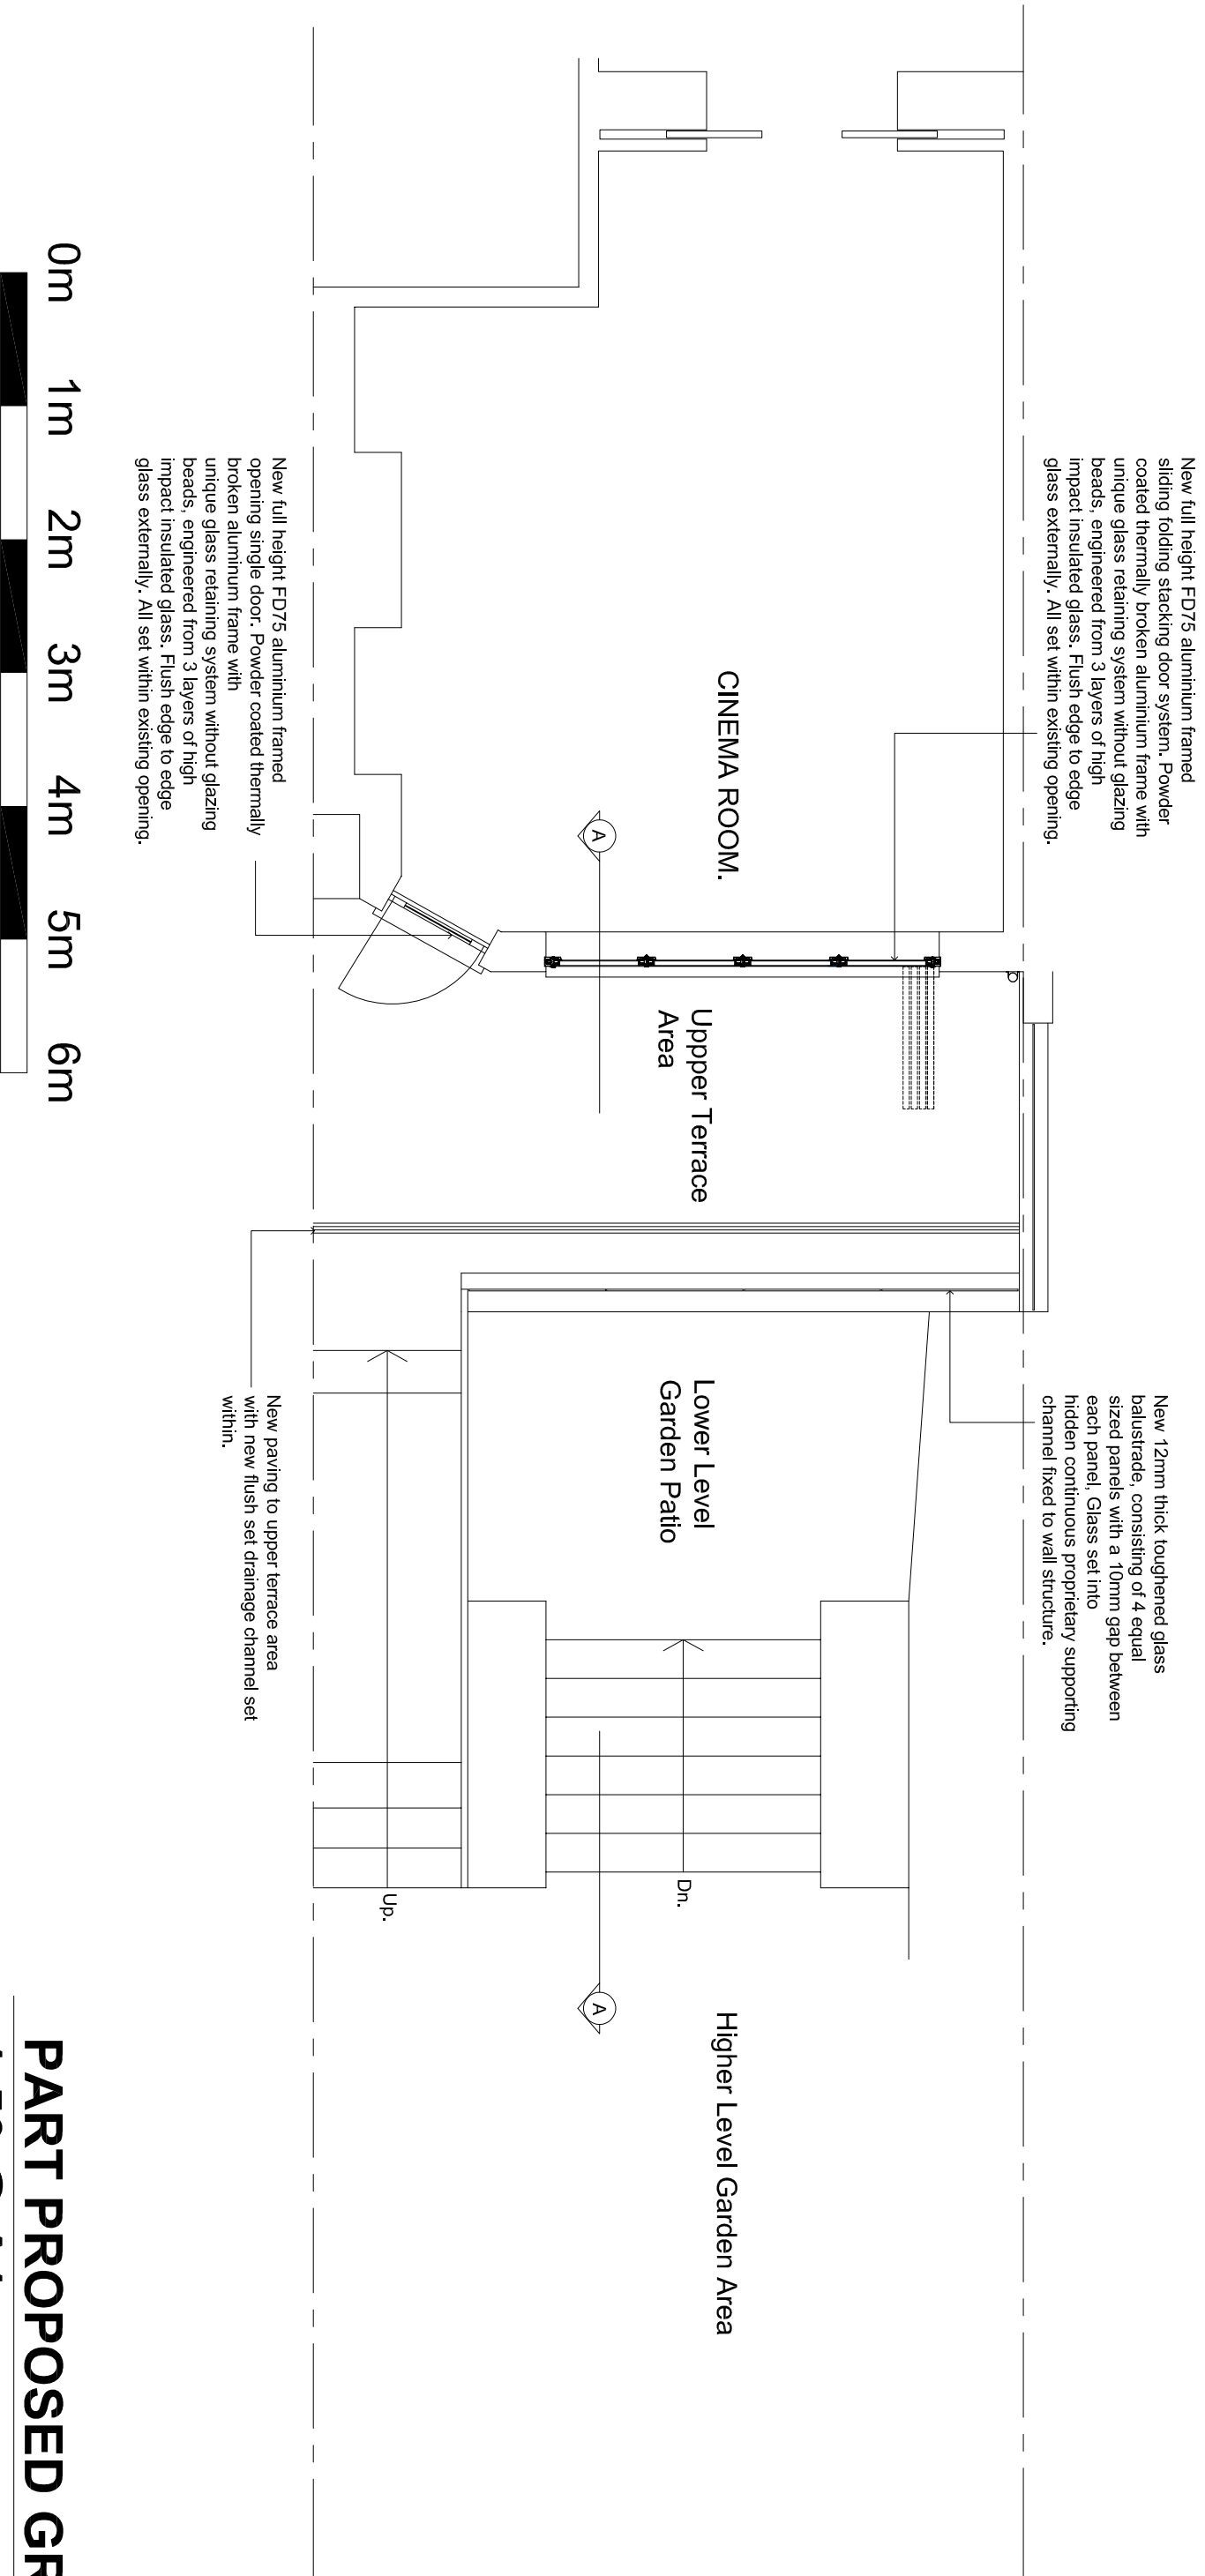 New full height FD75 aluminium framed
sliding folding stacking door system. Powder
coated thermally broken aluminium frame with
unique glass retaining system without glazing
beads, engineered from 3 layers of high
impact insulated glass. Flush edge to edge
glass externally. All set within existing opening.
New 12mm thick toughened glass
balustrade, consisting of 4 equal
sized panels with a 10mm gap between
each panel, Glass set into
hidden continuous proprietary supporting
channel fixed to wall structure.
CINEMA ROOM.
Uppper Terrace
Area
Lower Level
Garden Patio
Higher Level Garden Area
A
A
Dn.
Up.
New full height FD75 aluminium framed
opening single door. Powder coated thermally
broken aluminum frame with
unique glass retaining system without glazing
beads, engineered from 3 layers of high
impact insulated glass. Flush edge to edge
glass externally. All set within existing opening.
New paving to upper terrace area
with new flush set drainage channel set
within.
0m 1m 2m 3m 4m 5m 6m
PART PROPOSED GR